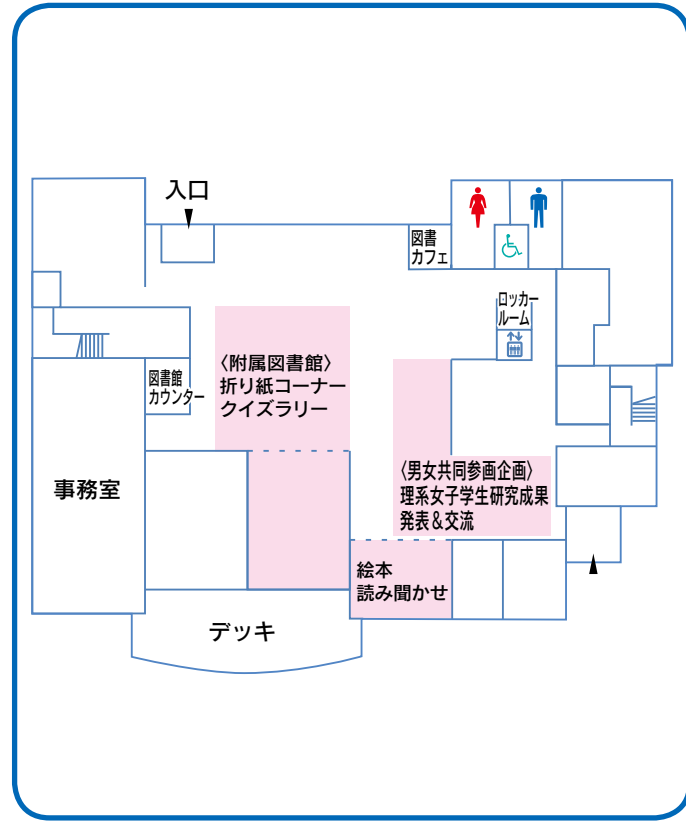 入口
図書
カフェ
ロッカー
ルーム
〈附属図書館〉
折り紙コーナー
クイズラリー
図書館
カウンター
〈男女共同参画企画〉
理系女子学生研究成果
発表＆交流
事務室
絵本
読み聞かせ
デッキ